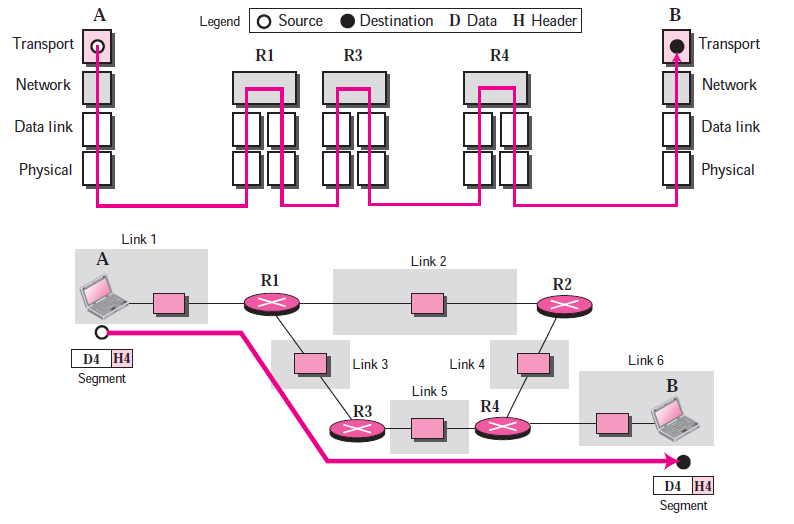 A
Legend Source Destination D Data H Header
B
Transport
R1 R3 R4
Transport
Network
Network
Data link
Data link
Physical
Physical
Link 1
A
Link 2
R1
R2
D4 H4
Segment
Link 3
Link 4
Link 6
Link 5
B
R3
R4
D4 H4
Segment